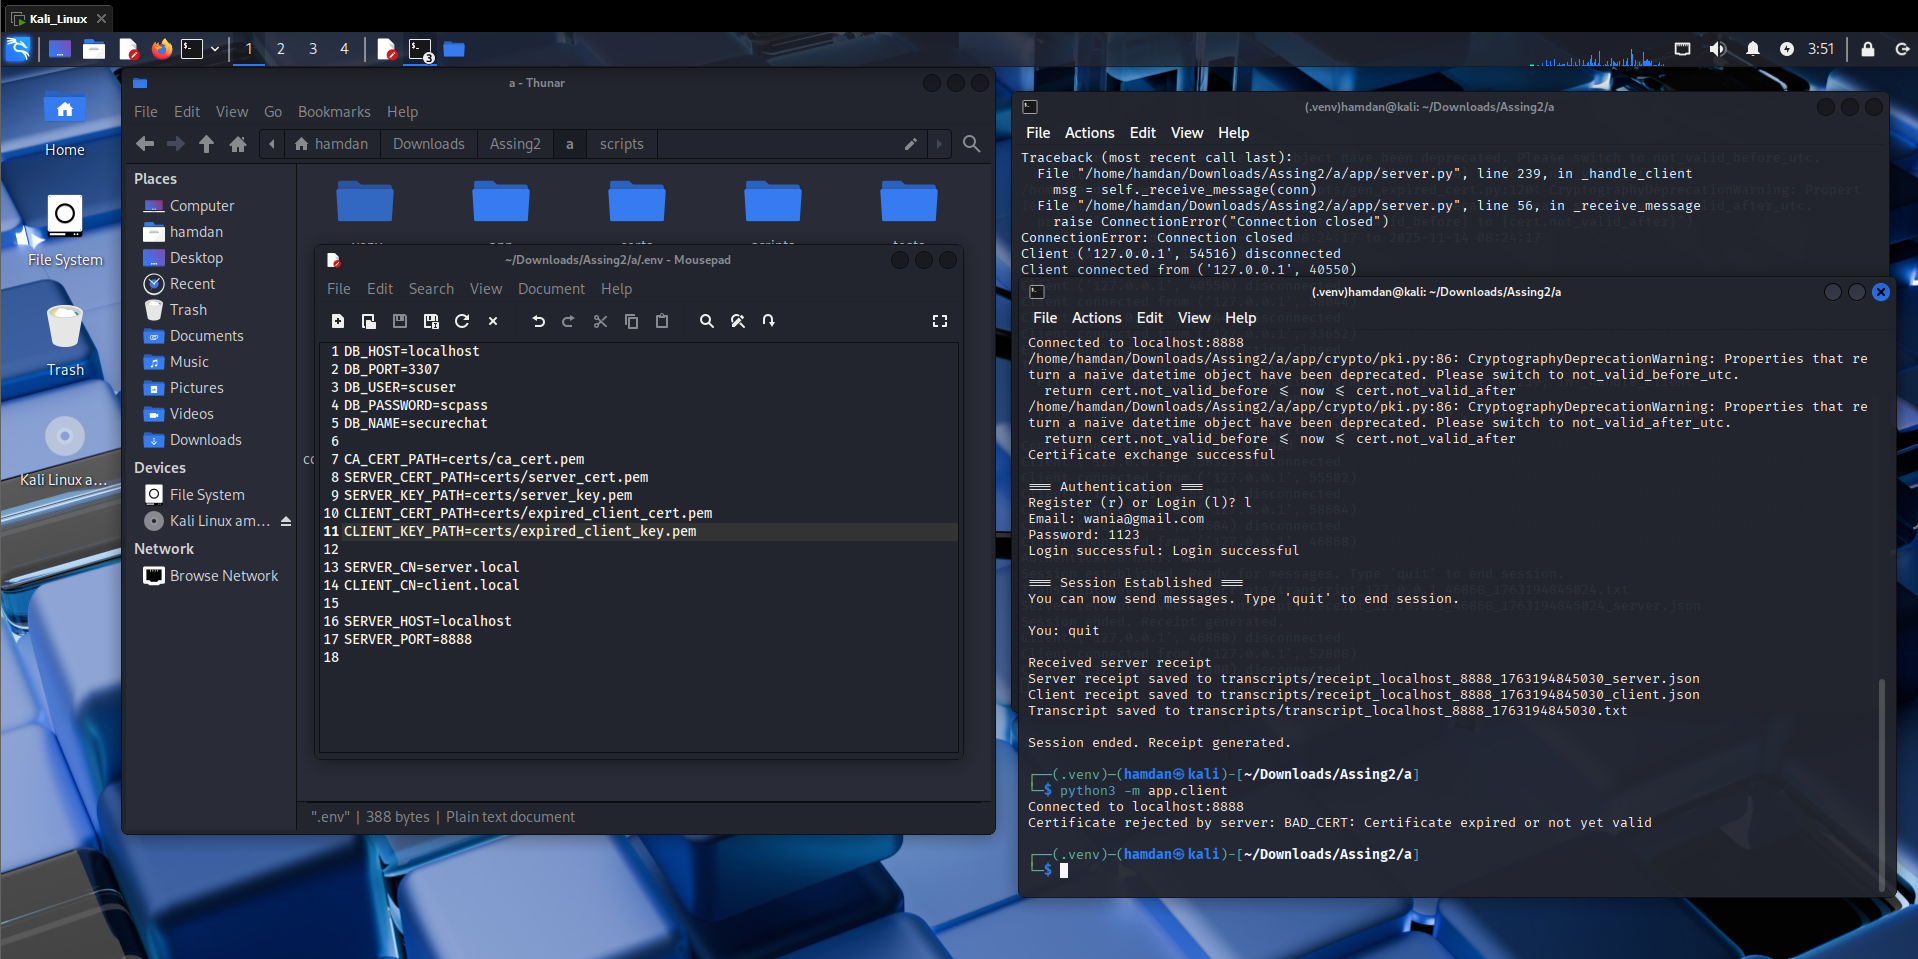 Kali_Linux
1 2 3 4
3
3:51
Home
File System
Trash
Kali Linux a...
a - Thunar
File Edit View Go Bookmarks Help
hamdan Downloads Assing2 a scripts
Places
Computer
hamdan
Desktop
Recent
Trash
Documents
Music
Pictures
Videos
Downloads
Devices
File System
Kali Linux am...
Network
Browse Network
".env" | 388 bytes | Plain text document
~/Downloads/Assing2/a/.env - Mousepad
File Edit Search View Document Help
1 DB_HOST=localhost
2 DB_PORT=3307
3 DB_USER=scuser
4 DB_PASSWORD=scpass
5 DB_NAME=securechat
6
7 CA_CERT_PATH=certs/ca_cert.pem
8 SERVER_CERT_PATH=certs/server_cert.pem
9 SERVER_KEY_PATH=certs/server_key.pem
10 CLIENT_CERT_PATH=certs/expired_client_cert.pem
11 CLIENT_KEY_PATH=certs/expired_client_key.pem
12
13 SERVER_CN=server.local
14 CLIENT_CN=client.local
15
16 SERVER_HOST=localhost
17 SERVER_PORT=8888
18
(.venv)hamdan@kali: ~/Downloads/Assing2/a
File Actions Edit View Help
Traceback (most recent call last):
File "/home/hamdan/Downloads/Assing2/a/app/server.py", line 239, in _handle_client
msg = self._receive_message(conn)
File "/home/hamdan/Downloads/Assing2/a/app/server.py", line 56, in _receive_message
raise ConnectionError("Connection closed")
ConnectionError: Connection closed
Client ('127.0.0.1', 54516) disconnected
Client connected from ('127.0.0.1', 40550)
(.venv)hamdan@kali: ~/Downloads/Assing2/a
File Actions Edit View Help
Connected to localhost:8888
/home/hamdan/Downloads/Assing2/a/app/crypto/pki.py:86: CryptographyDeprecationWarning: Properties that re
turn a naïve datetime object have been deprecated. Please switch to not_valid_before_utc.
return cert.not_valid_before <= now <= cert.not_valid_after
/home/hamdan/Downloads/Assing2/a/app/crypto/pki.py:86: CryptographyDeprecationWarning: Properties that re
turn a naïve datetime object have been deprecated. Please switch to not_valid_after_utc.
return cert.not_valid_before <= now <= cert.not_valid_after
Certificate exchange successful
=== Authentication ===
Register (r) or Login (l)? l
Email: wania@gmail.com
Password: 1123
Login successful: Login successful
=== Session Established ===
You can now send messages. Type 'quit' to end session.
You: quit
Received server receipt
Server receipt saved to transcripts/receipt_localhost_8888_1763194845030_server.json
Client receipt saved to transcripts/receipt_localhost_8888_1763194845030_client.json
Transcript saved to transcripts/transcript_localhost_8888_1763194845030.txt
Session ended. Receipt generated.
┌──(.venv)─(hamdan㉿kali)-[~/Downloads/Assing2/a]
└─$ python3 -m app.client
Connected to localhost:8888
Certificate rejected by server: BAD_CERT: Certificate expired or not yet valid
┌──(.venv)─(hamdan㉿kali)-[~/Downloads/Assing2/a]
└─$